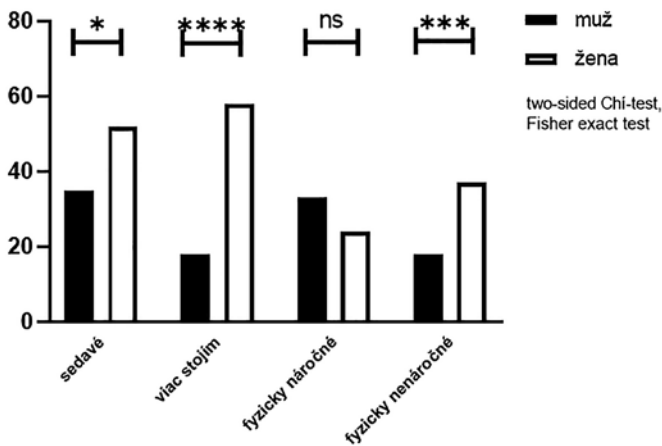 80
60
40
20
0
*
****
ns
***
muž
žena
two-sided Chí-test,
Fisher exact test
sedavé
viac stojím
fyzicky náročné
fyzicky nenáročné